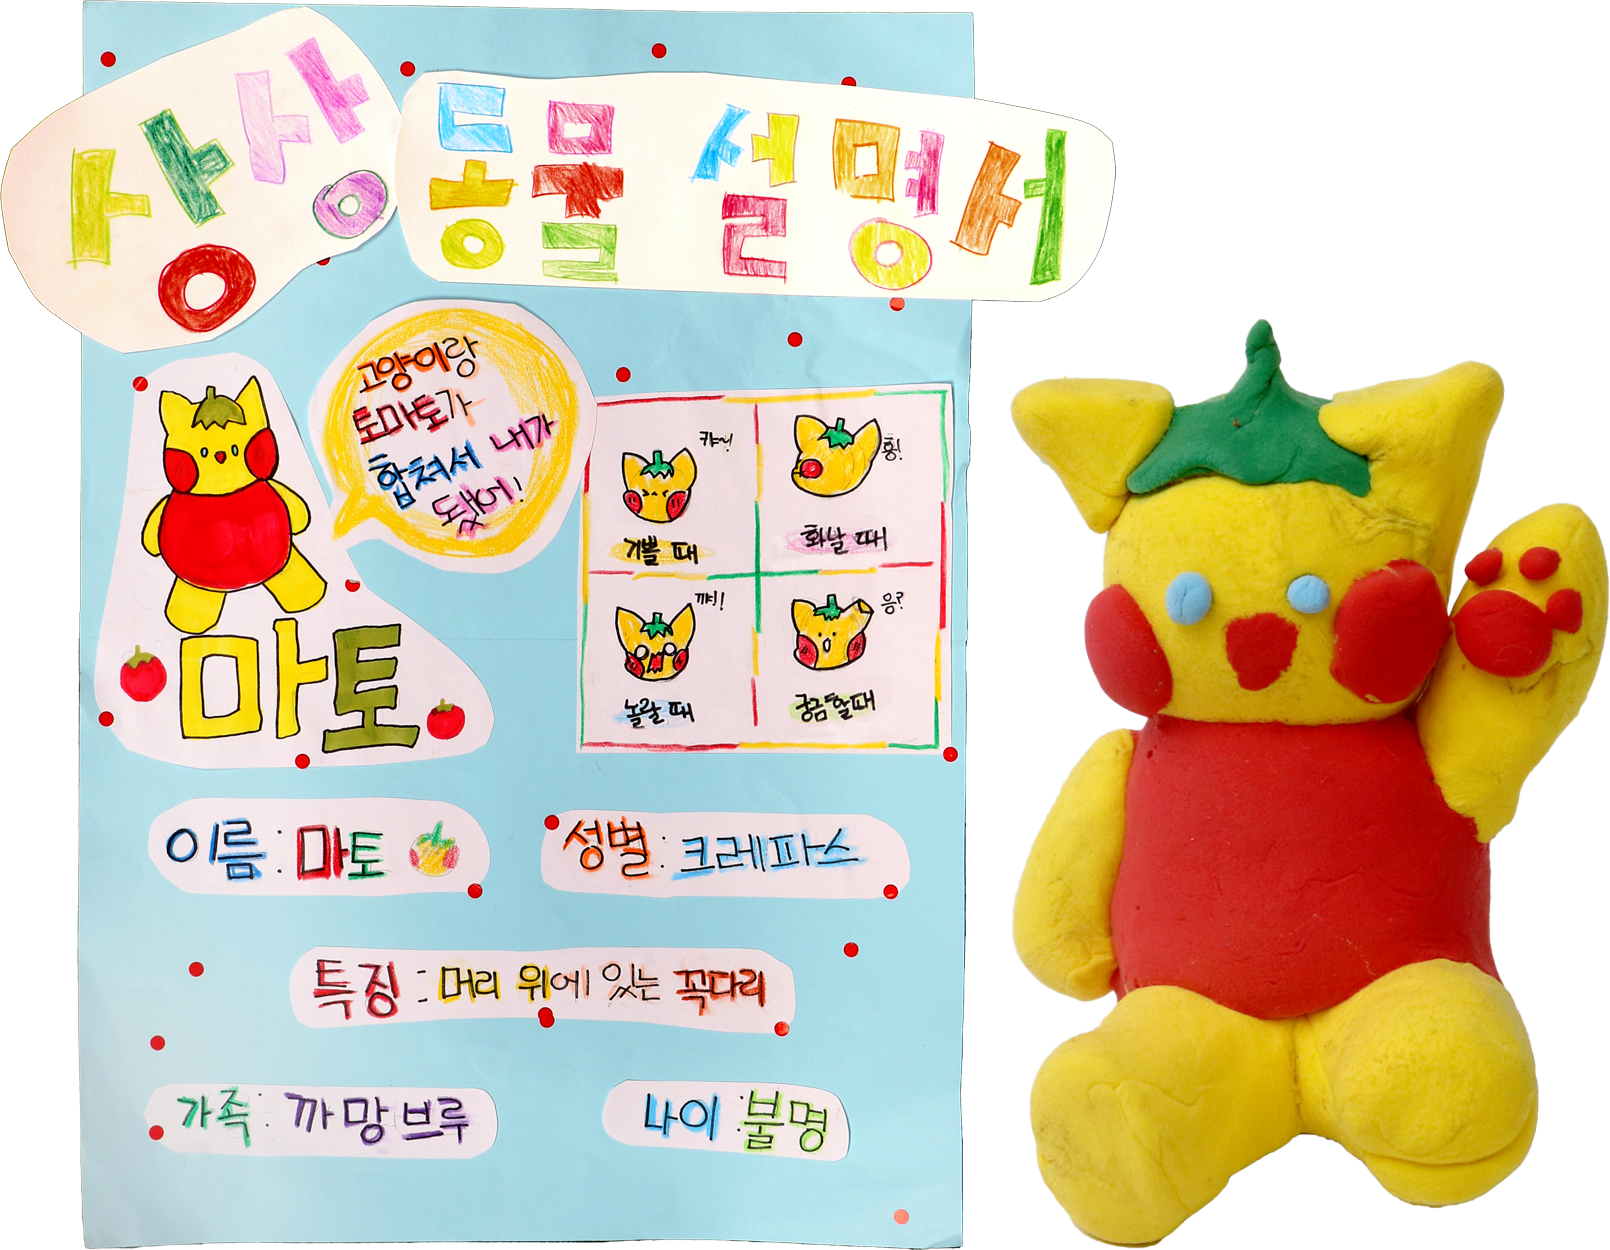 상상
동물 설명서
고양이랑
토마토가
합쳐서 내가
됐어!
마토
캬~!
기쁠 때
흥!
화날 때
꺄!
놀랄 때
응?
궁금할 때
이름 : 마토
성별 : 크레파스
특징 : 머리 위에 있는 꼭다리
가족 : 까망브루
나이 : 불명